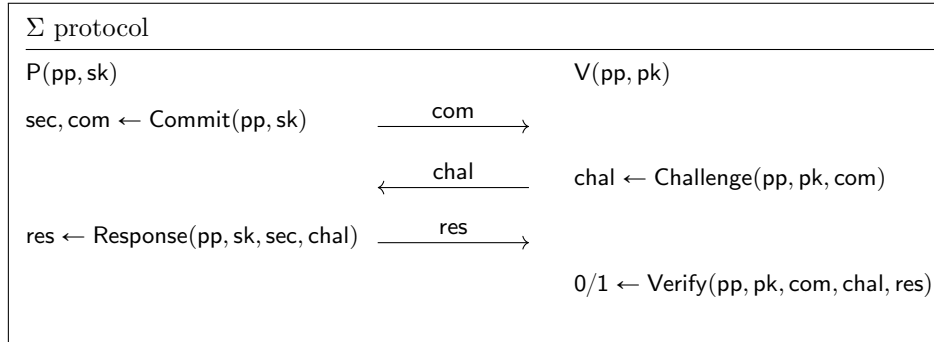 Σ protocol
P(pp, sk) V(pp, pk)
sec, com ← Commit(pp, sk) com
chal chal ← Challenge(pp, pk, com)
res ← Response(pp, sk, sec, chal) res
0/1 ← Verify(pp, pk, com, chal, res)